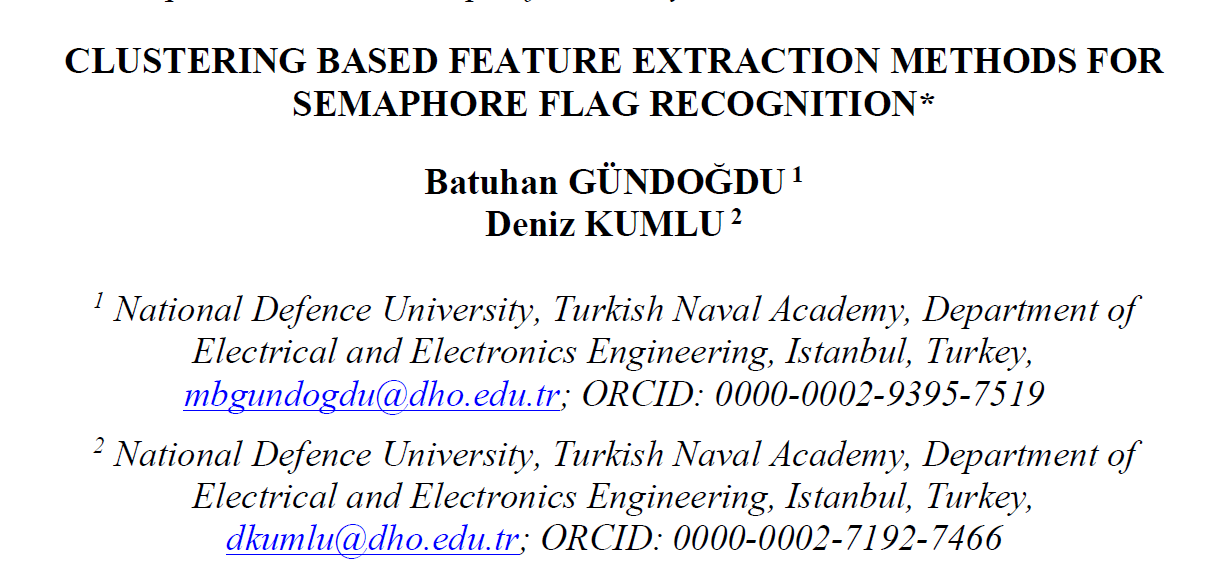 CLUSTERING BASED FEATURE EXTRACTION METHODS FOR
SEMAPHORE FLAG RECOGNITION*
Batuhan GÜNDOĞDU 1
Deniz KUMLU 2
1 National Defence University, Turkish Naval Academy, Department of
Electrical and Electronics Engineering, Istanbul, Turkey,
mbgundogdu@dho.edu.tr; ORCID: 0000-0002-9395-7519
2 National Defence University, Turkish Naval Academy, Department of
Electrical and Electronics Engineering, Istanbul, Turkey,
dkumlu@dho.edu.tr; ORCID: 0000-0002-7192-7466